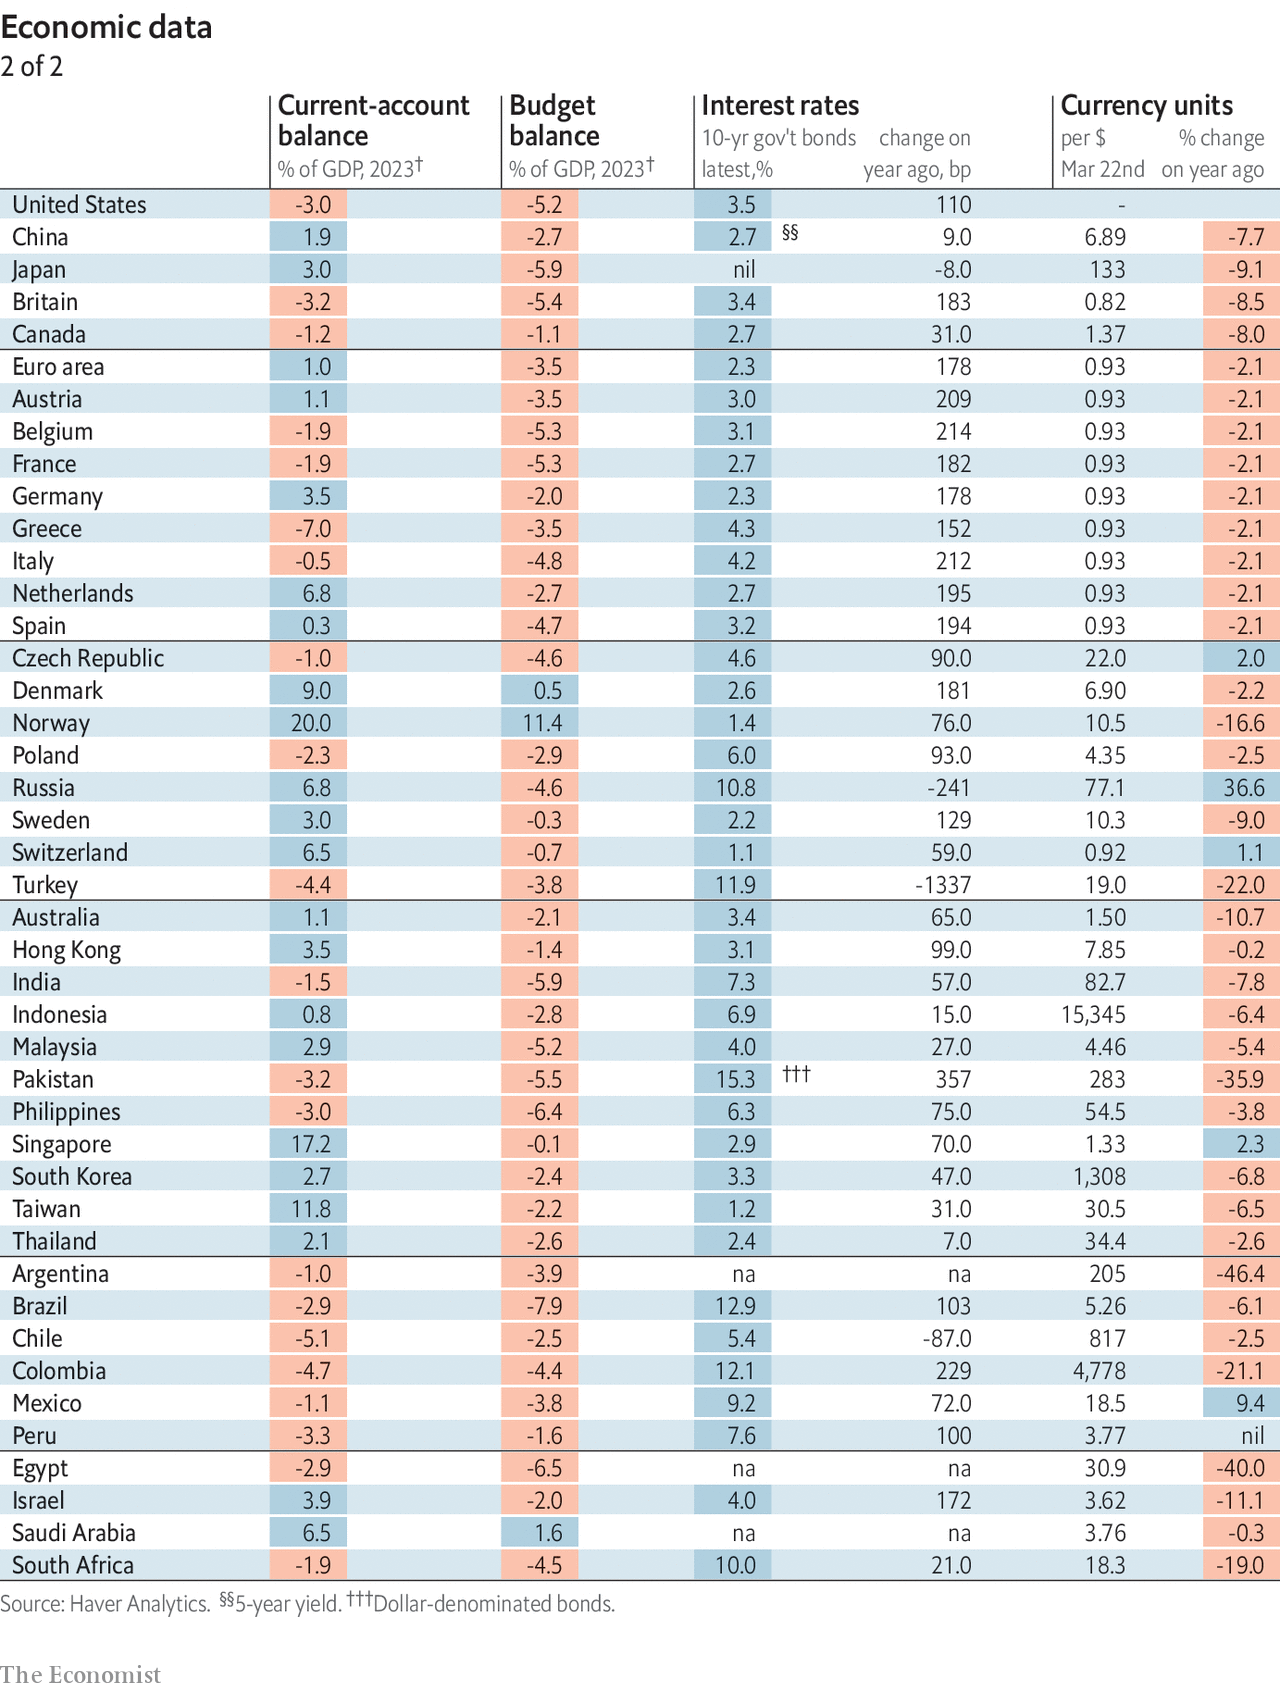 Economic data
2 of 2
Current-account balance % of GDP, 2023† Budget balance % of GDP, 2023† Interest rates 10-yr gov't bonds latest,% change on year ago, bp Currency units per $ Mar 22nd % change on year ago
United States -3.0 -5.2 3.5 110 -
China 1.9 -2.7 2.7 §§ 9.0 6.89 -7.7
Japan 3.0 -5.9 nil -8.0 133 -9.1
Britain -3.2 -5.4 3.4 183 0.82 -8.5
Canada -1.2 -1.1 2.7 31.0 1.37 -8.0
Euro area 1.0 -3.5 2.3 178 0.93 -2.1
Austria 1.1 -3.5 3.0 209 0.93 -2.1
Belgium -1.9 -5.3 3.1 214 0.93 -2.1
France -1.9 -5.3 2.7 182 0.93 -2.1
Germany 3.5 -2.0 2.3 178 0.93 -2.1
Greece -7.0 -3.5 4.3 152 0.93 -2.1
Italy -0.5 -4.8 4.2 212 0.93 -2.1
Netherlands 6.8 -2.7 2.7 195 0.93 -2.1
Spain 0.3 -4.7 3.2 194 0.93 -2.1
Czech Republic -1.0 -4.6 4.6 90.0 22.0 2.0
Denmark 9.0 0.5 2.6 181 6.90 -2.2
Norway 20.0 11.4 1.4 76.0 10.5 -16.6
Poland -2.3 -2.9 6.0 93.0 4.35 -2.5
Russia 6.8 -4.6 10.8 -241 77.1 36.6
Sweden 3.0 -0.3 2.2 129 10.3 -9.0
Switzerland 6.5 -0.7 1.1 59.0 0.92 1.1
Turkey -4.4 -3.8 11.9 -1337 19.0 -22.0
Australia 1.1 -2.1 3.4 65.0 1.50 -10.7
Hong Kong 3.5 -1.4 3.1 99.0 7.85 -0.2
India -1.5 -5.9 7.3 57.0 82.7 -7.8
Indonesia 0.8 -2.8 6.9 15.0 15,345 -6.4
Malaysia 2.9 -5.2 4.0 27.0 4.46 -5.4
Pakistan -3.2 -5.5 15.3 ††† 357 283 -35.9
Philippines -3.0 -6.4 6.3 75.0 54.5 -3.8
Singapore 17.2 -0.1 2.9 70.0 1.33 2.3
South Korea 2.7 -2.4 3.3 47.0 1,308 -6.8
Taiwan 11.8 -2.2 1.2 31.0 30.5 -6.5
Thailand 2.1 -2.6 2.4 7.0 34.4 -2.6
Argentina -1.0 -3.9 na na 205 -46.4
Brazil -2.9 -7.9 12.9 103 5.26 -6.1
Chile -5.1 -2.5 5.4 -87.0 817 -2.5
Colombia -4.7 -4.4 12.1 229 4,778 -21.1
Mexico -1.1 -3.8 9.2 72.0 18.5 9.4
Peru -3.3 -1.6 7.6 100 3.77 nil
Egypt -2.9 -6.5 na na 30.9 -40.0
Israel 3.9 -2.0 4.0 172 3.62 -11.1
Saudi Arabia 6.5 1.6 na na 3.76 -0.3
South Africa -1.9 -4.5 10.0 21.0 18.3 -19.0
Source: Haver Analytics. §§5-year yield. †††Dollar-denominated bonds.
The Economist